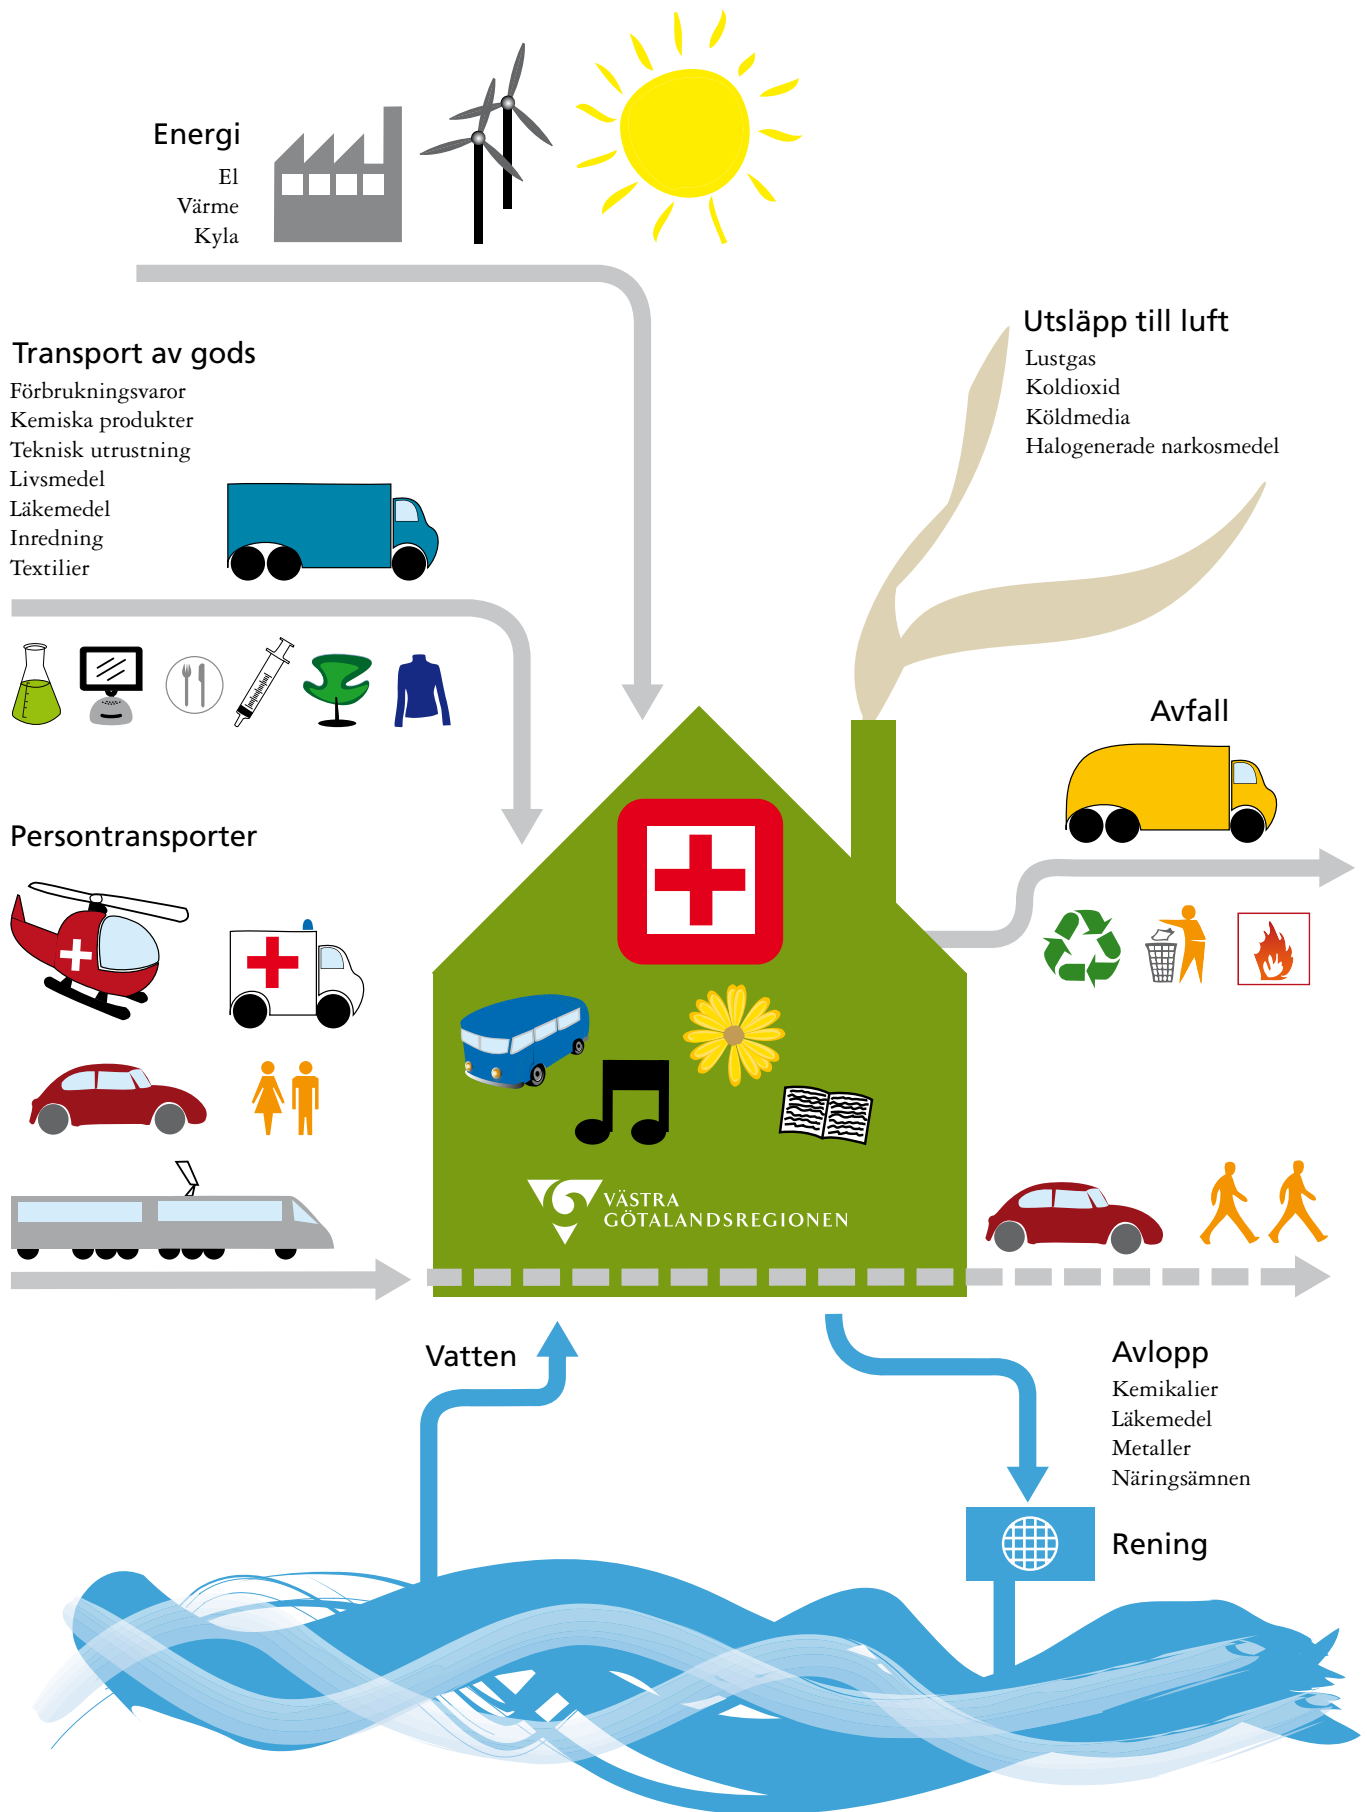 Energi
El
Värme
Kyla
Transport av gods
Förbrukningsvaror
Kemiska produkter
Teknisk utrustning
Livsmedel
Läkemedel
Inredning
Textilier
Utsläpp till luft
Lustgas
Koldioxid
Köldmedia
Halogenerade narkosmedel
Avfall
Persontransporter
VÄSTRA
GÖTALANDSREGIONEN
Vatten
Avlopp
Kemikalier
Läkemedel
Metaller
Näringsämnen
Rening